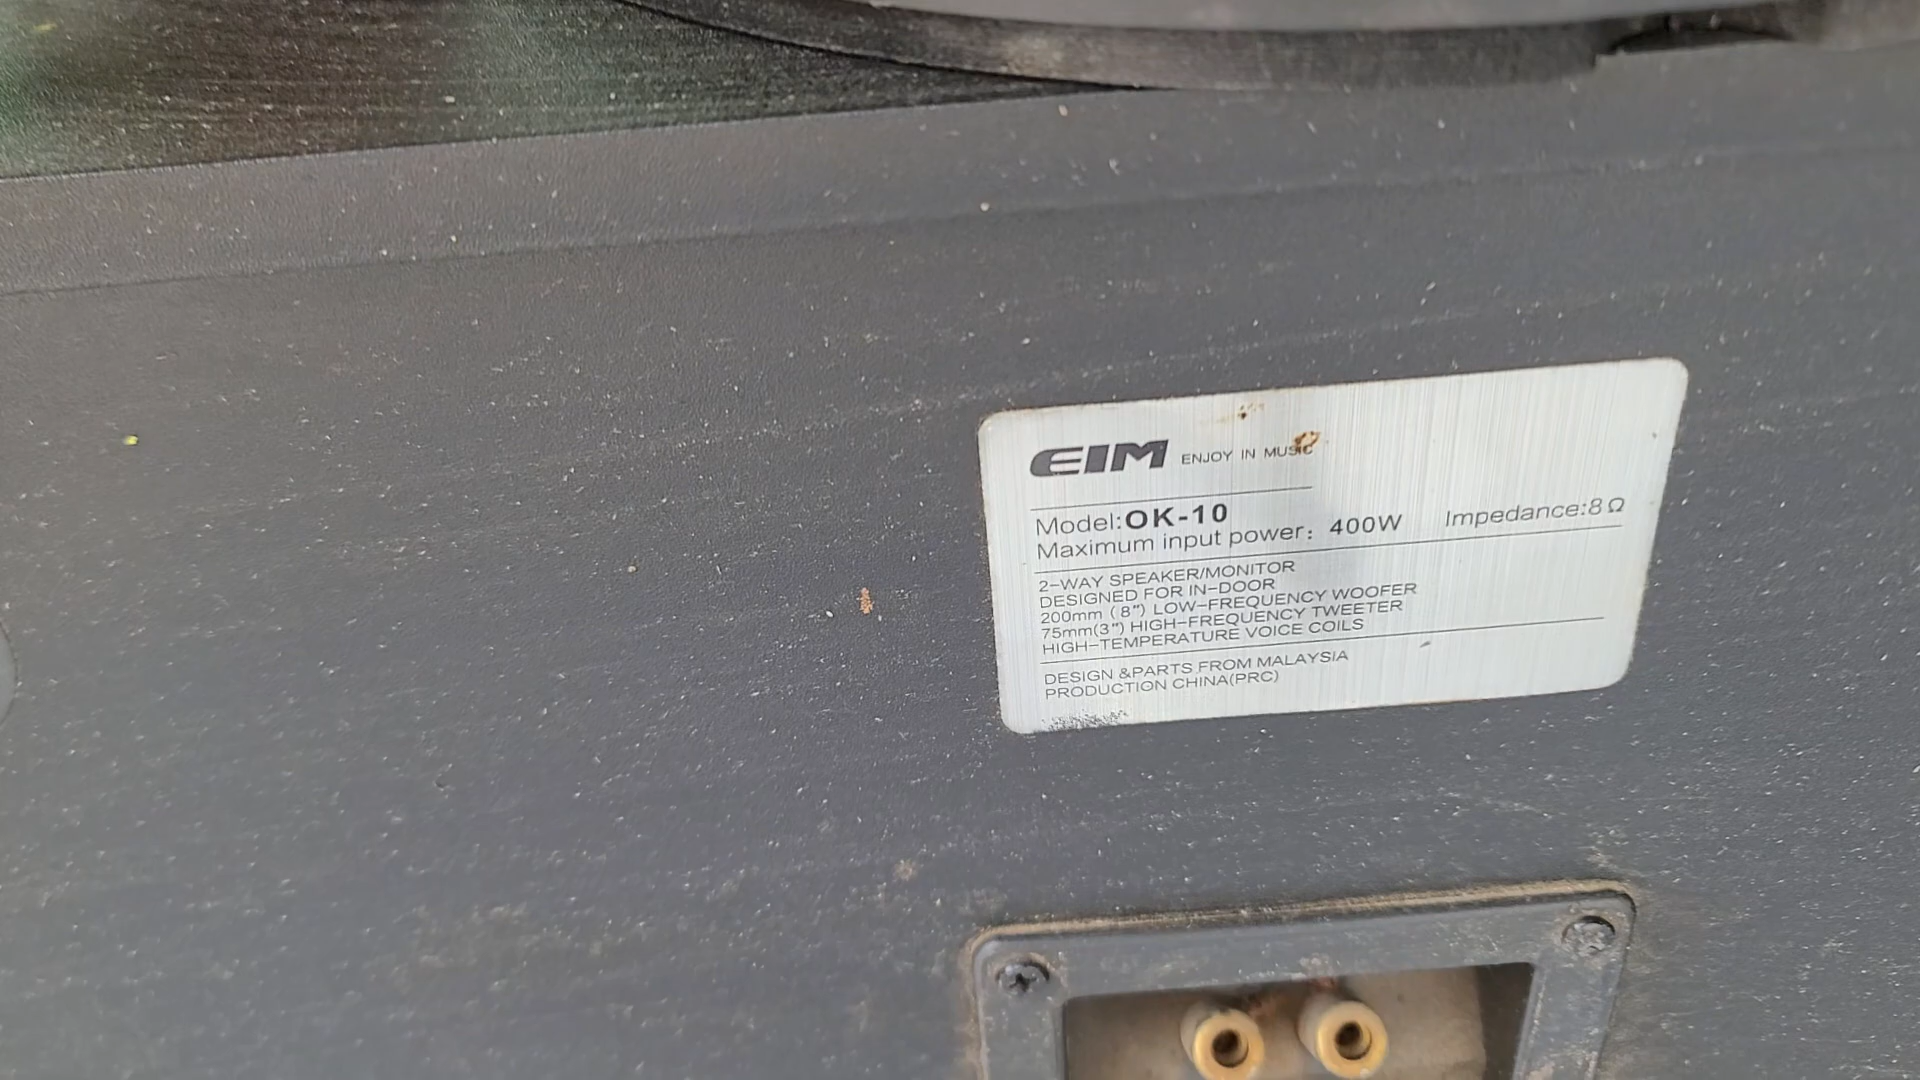 EIM ENJOY IN MUSIC
Model:OK-10
Maximum input power: 400W Impedance:8Ω
2-WAY SPEAKER/MONITOR
DESIGNED FOR IN-DOOR
200mm (8") LOW-FREQUENCY WOOFER
75mm(3") HIGH-FREQUENCY TWEETER
HIGH-TEMPERATURE VOICE COILS
DESIGN &PARTS FROM MALAYSIA
PRODUCTION CHINA(PRC)